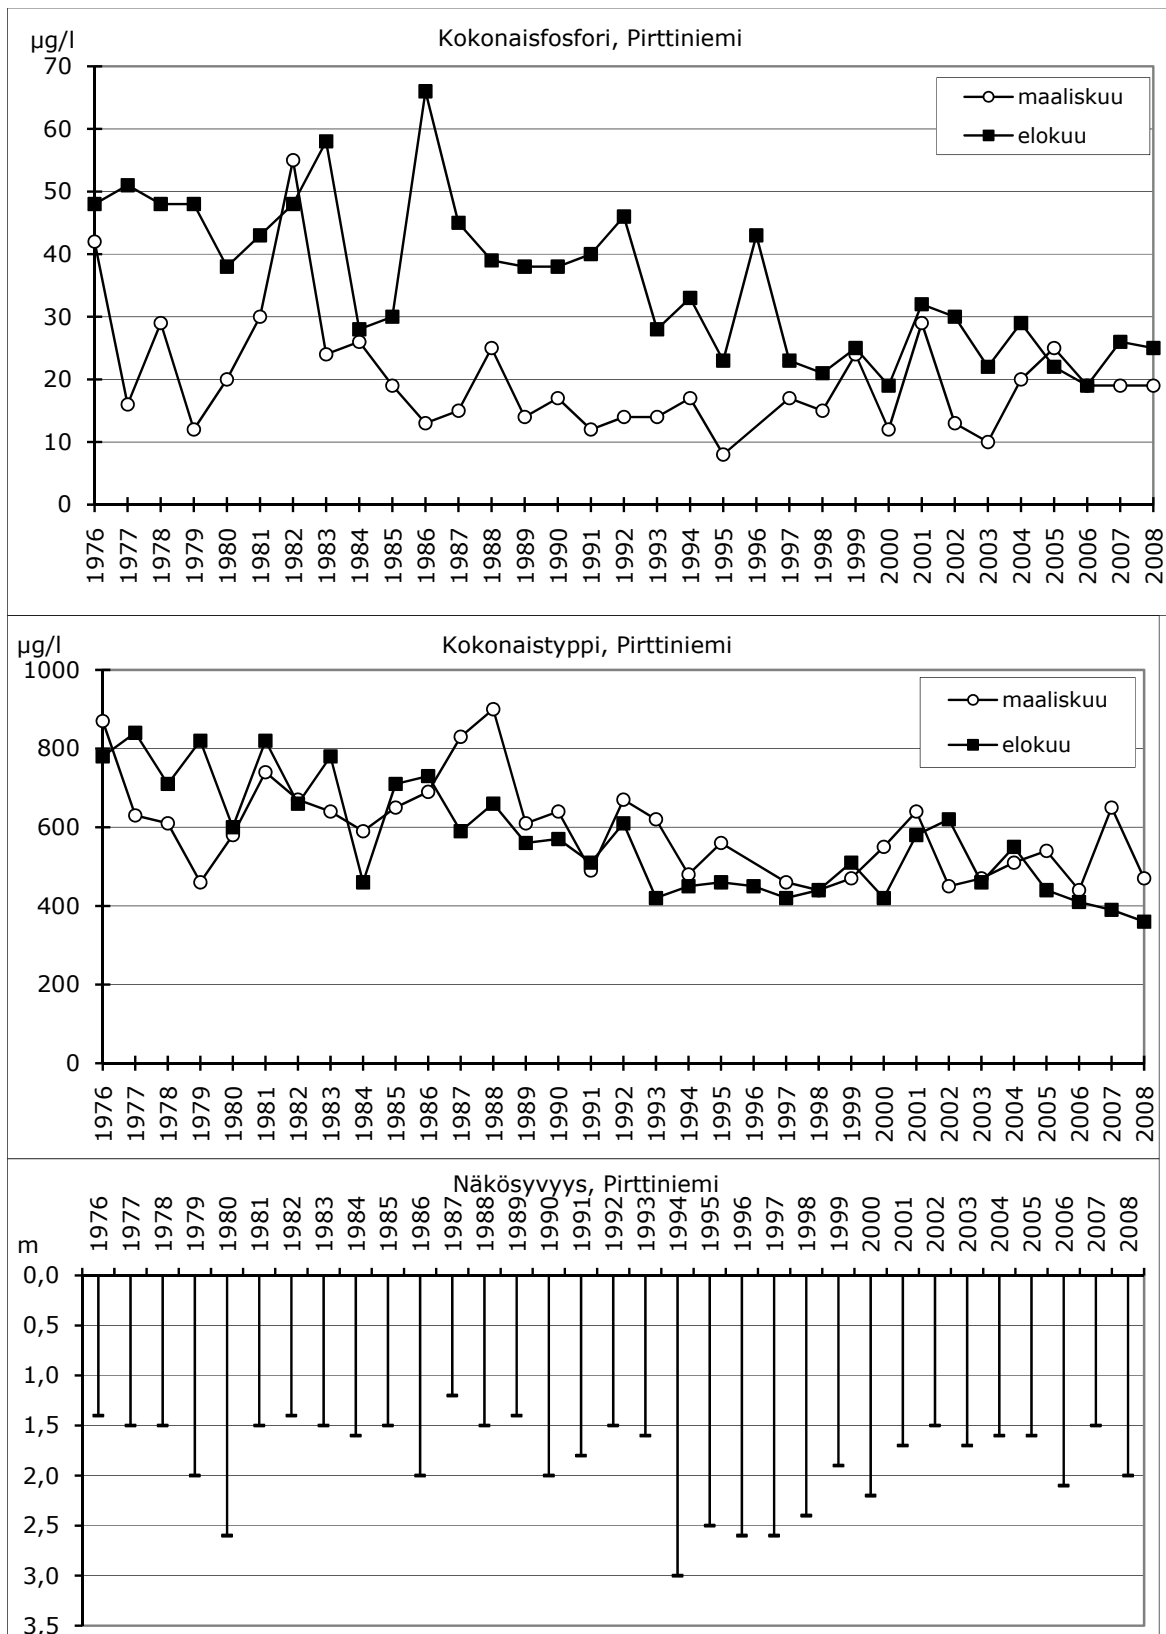 Kokonaisfosfori, Pirttiniemi
µg/l
70
60
50
40
30
20
10
0
maaliskuu
elokuu
1976 1977 1978 1979 1980 1981 1982 1983 1984 1985 1986 1987 1988 1989 1990 1991 1992 1993 1994 1995 1996 1997 1998 1999 2000 2001 2002 2003 2004 2005 2006 2007 2008
Kokonaistyppi, Pirttiniemi
µg/l
1000
800
600
400
200
0
maaliskuu
elokuu
1976 1977 1978 1979 1980 1981 1982 1983 1984 1985 1986 1987 1988 1989 1990 1991 1992 1993 1994 1995 1996 1997 1998 1999 2000 2001 2002 2003 2004 2005 2006 2007 2008
Näkösyvyys, Pirttiniemi
1976 1977 1978 1979 1980 1981 1982 1983 1984 1985 1986 1987 1988 1989 1990 1991 1992 1993 1994 1995 1996 1997 1998 1999 2000 2001 2002 2003 2004 2005 2006 2007 2008
m
0,0
0,5
1,0
1,5
2,0
2,5
3,0
3,5